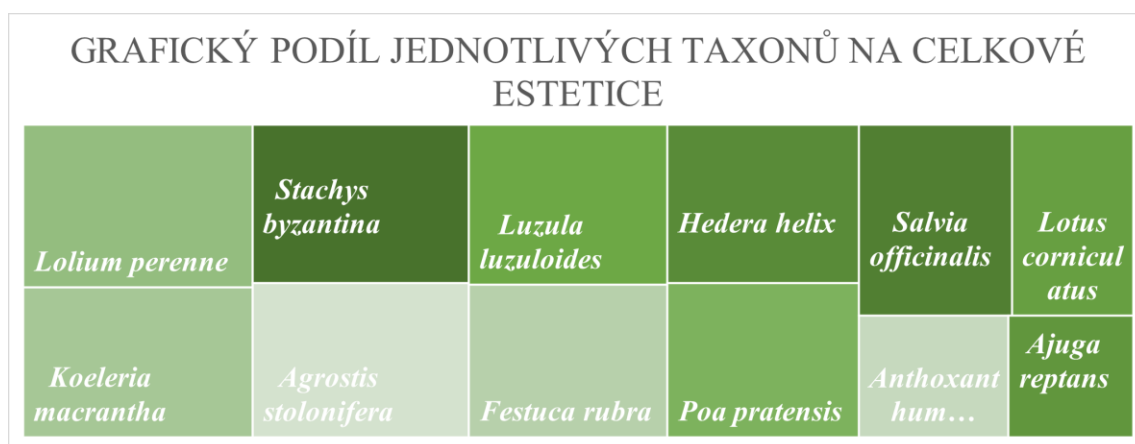 GRAFICKÝ PODÍL JEDNOTLIVÝCH TAXONŮ NA CELKOVÉ
ESTETICE
Lolium perenne
Stachys
byzantina
Luzula
luzuloides
Hedera helix
Salvia
officinalis
Lotus
cornicul
atus
Koeleria
macrantha
Agrostis
stolonifera
Festuca rubra
Poa pratensis
Anthoxant
hum…
Ajuga
reptans